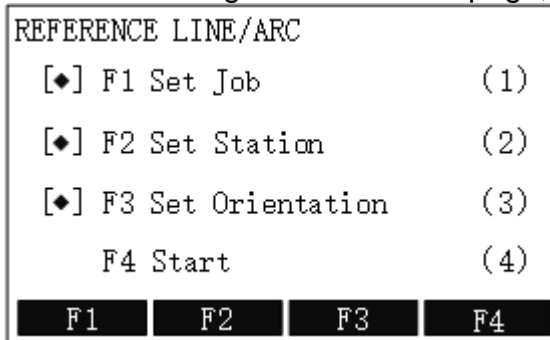 REFERENCE LINE/ARC
[◆] F1 Set Job (1)
[◆] F2 Set Station (2)
[◆] F3 Set Orientation (3)
F4 Start (4)
F1 F2 F3 F4